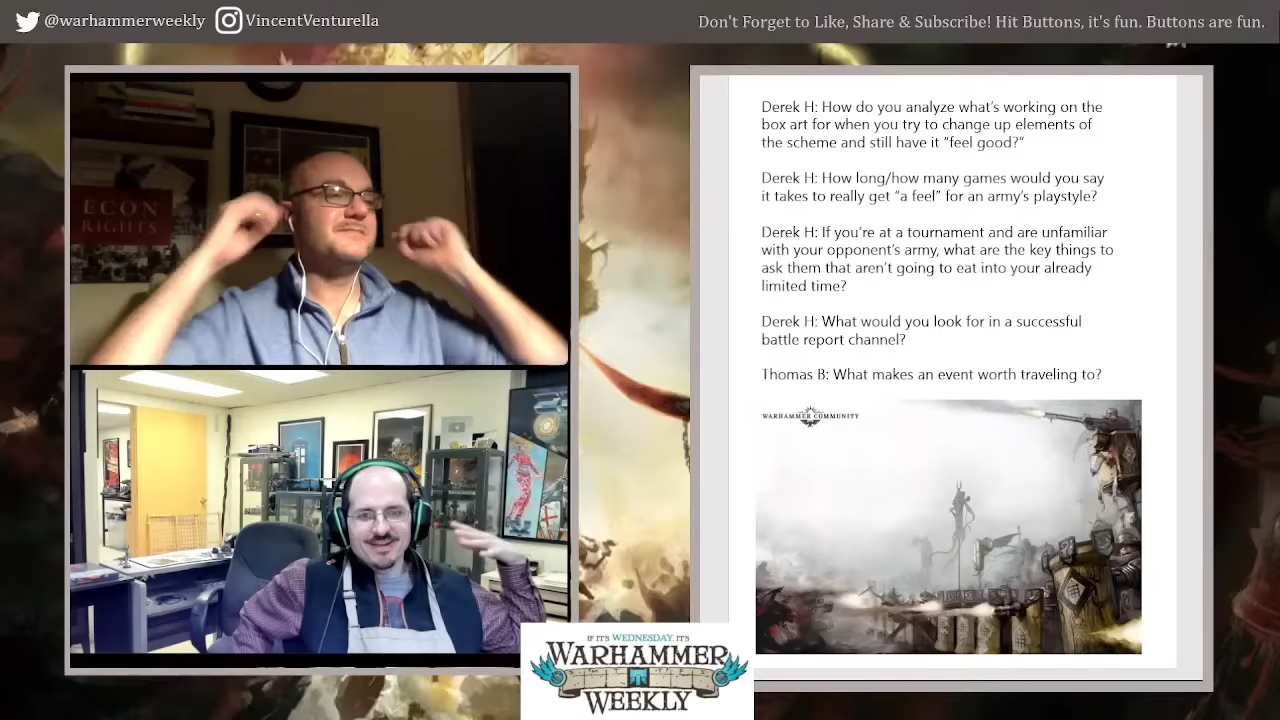 @warhammerweekly
VincentVenturella
Don't Forget to Like, Share & Subscribe! Hit Buttons, it's fun. Buttons are fun.
ECON
RIGHTS
Derek H: How do you analyze what's working on the
box art for when you try to change up elements of
the scheme and still have it "feel good?"
Derek H: How long/how many games would you say
it takes to really get "a feel" for an army's playstyle?
Derek H: If you're at a tournament and are unfamiliar
with your opponent's army, what are the key things to
ask them that aren't going to eat into your already
limited time?
Derek H: What would you look for in a successful
battle report channel?
Thomas B: What makes an event worth traveling to?
WARHAMMER COMMUNITY
IF IT'S WEDNESDAY, IT'S
WARHAMMER
WEEKLY